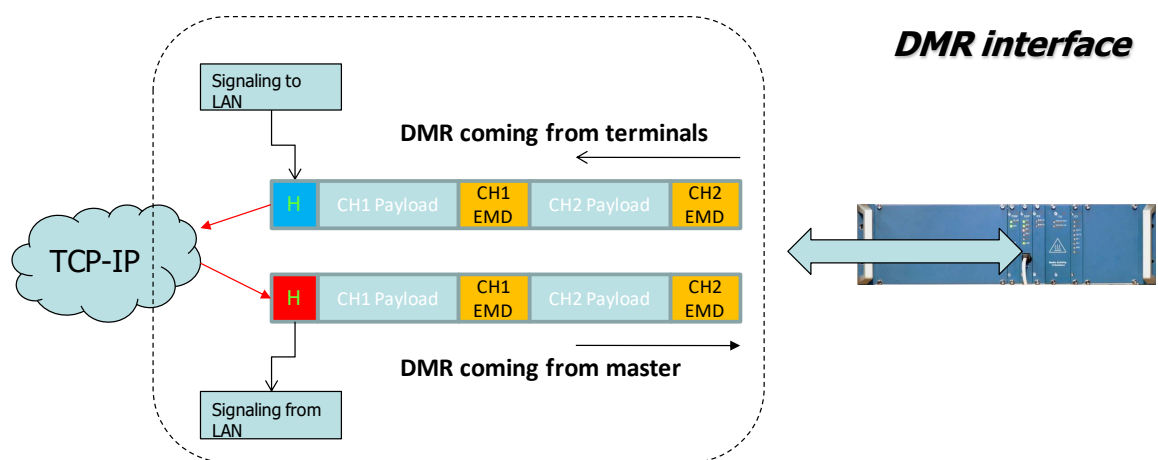 DMR interface
Signaling to
LAN
DMR coming from terminals
H
CH1 Payload
CH1
EMD
CH2 Payload
CH2
EMD
TCP-IP
H
CH1 Payload
CH1
EMD
CH2 Payload
CH2
EMD
DMR coming from master
Signaling from
LAN